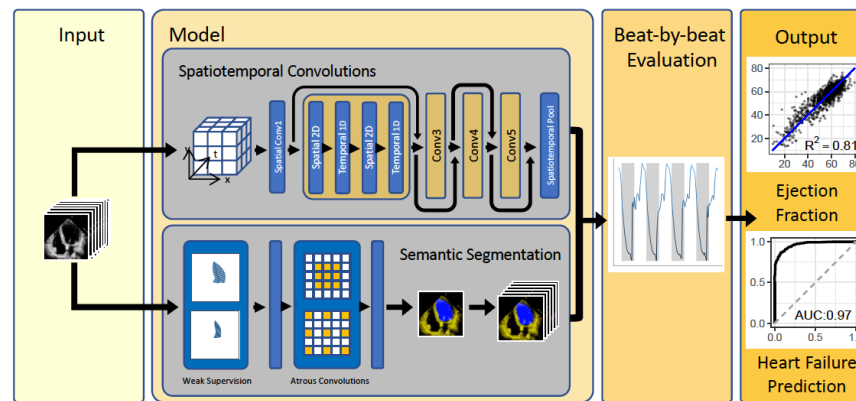 Input
Model
Beat-by-beat
Evaluation
Output
Spatiotemporal Convolutions
y
t
x
Spatial Conv1
Spatial 2D
Temporal 1D
Spatial 2D
Temporal 1D
Conv3
Conv4
Conv5
Spatiotemporal Pool
Semantic Segmentation
Weak Supervision
Atrous Convolutions
80
60
40
20
R² = 0.81
20 40 60 80
Ejection
Fraction
1.0
0.5
0.0
AUC:0.97
0.0 0.5
Heart Failure
Prediction